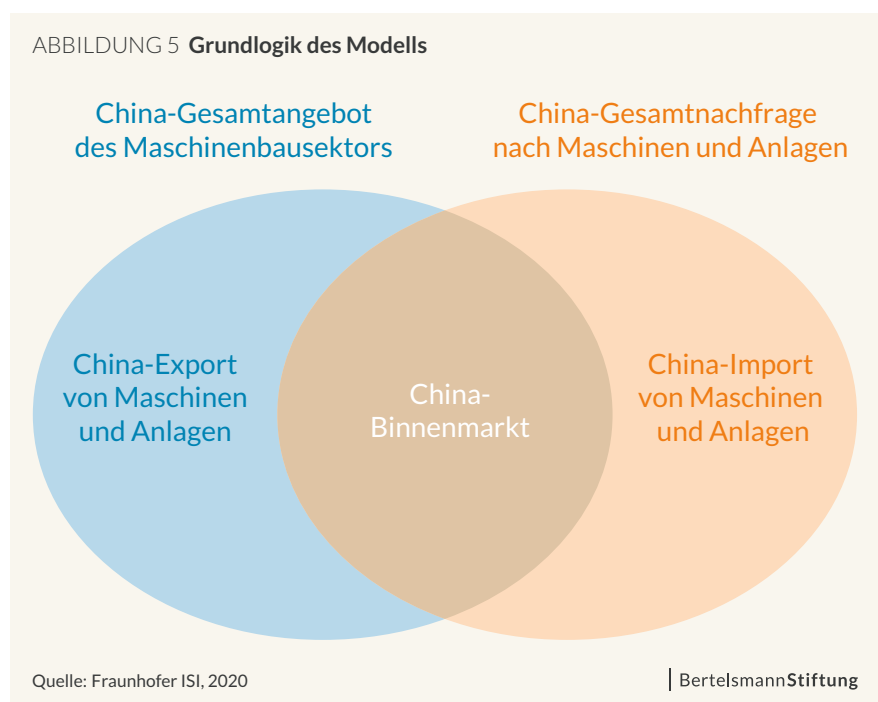 ABBILDUNG 5 Grundlogik des Modells
China-Gesamtangebot
des Maschinenbausektors
China-Gesamtnachfrage
nach Maschinen und Anlagen
China-Export
von Maschinen
und Anlagen
China-
Binnenmarkt
China-Import
von Maschinen
und Anlagen
Quelle: Fraunhofer ISI, 2020
BertelsmannStiftung